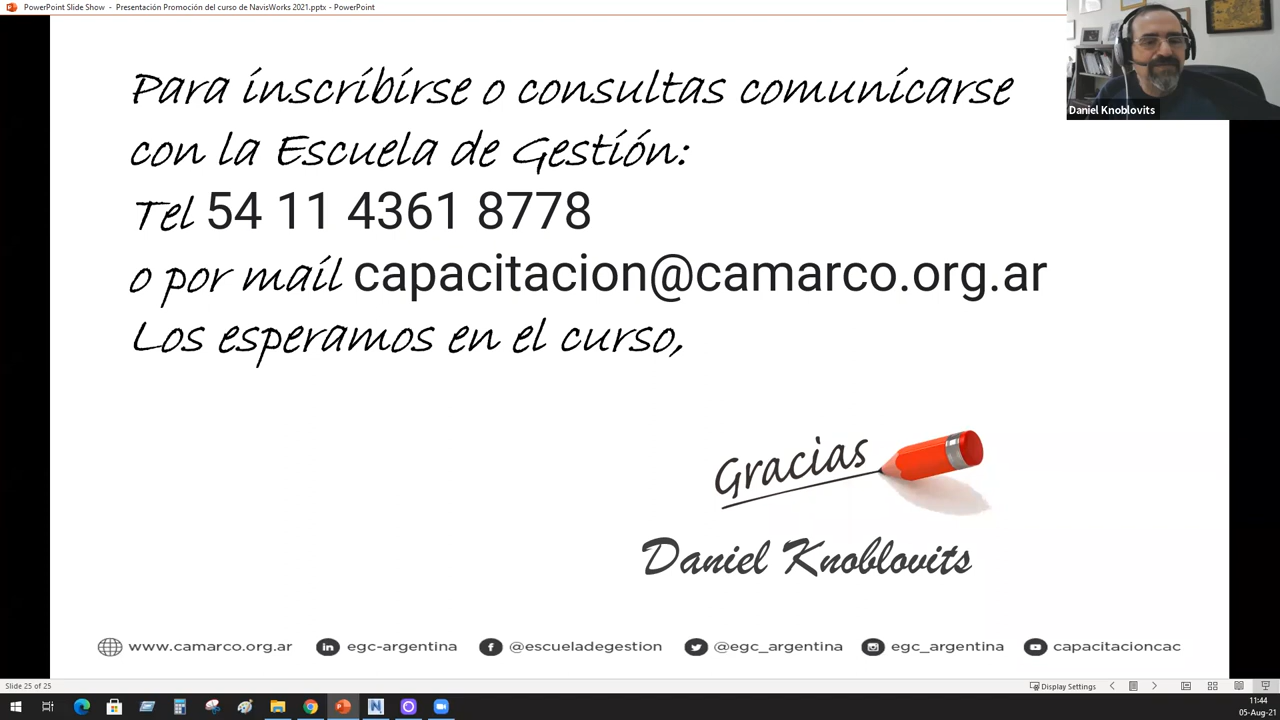 PowerPoint Slide Show - Presentación Promoción del curso de NavisWorks 2021.pptx - PowerPoint
Daniel Knoblovits
Para inscribirse o consultas comunicarse
con la Escuela de Gestión:
Tel 54 11 4361 8778
o por mail capacitacion@camarco.org.ar
Los esperamos en el curso,
Gracias
Daniel Knoblovits
www.camarco.org.ar egc-argentina @escueladegestion @egc_argentina egc_argentina capacitacioncac
Slide 25 of 25 Display Settings
11:44
05-Aug-21